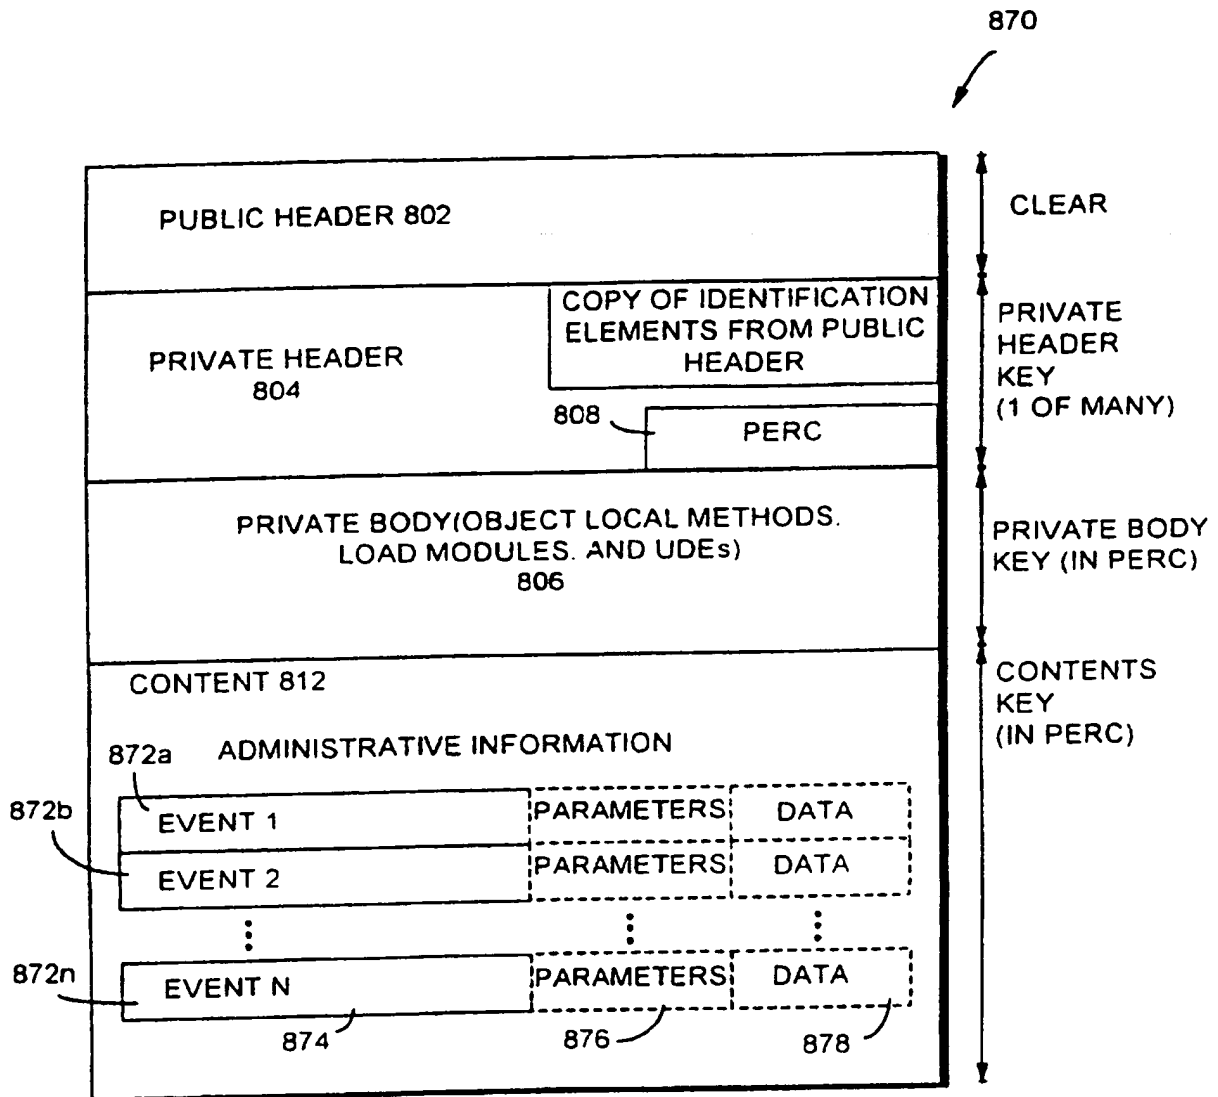 870
PUBLIC HEADER 802
CLEAR
COPY OF IDENTIFICATION
ELEMENTS FROM PUBLIC
HEADER
PRIVATE HEADER
804
808
PERC
PRIVATE
HEADER
KEY
(1 OF MANY)
PRIVATE BODY(OBJECT LOCAL METHODS.
LOAD MODULES. AND UDEs)
806
PRIVATE BODY
KEY (IN PERC)
CONTENT 812
CONTENTS
KEY
(IN PERC)
ADMINISTRATIVE INFORMATION
872a
EVENT 1 PARAMETERS DATA
872b
EVENT 2 PARAMETERS DATA
872n
EVENT N PARAMETERS DATA
874 876 878